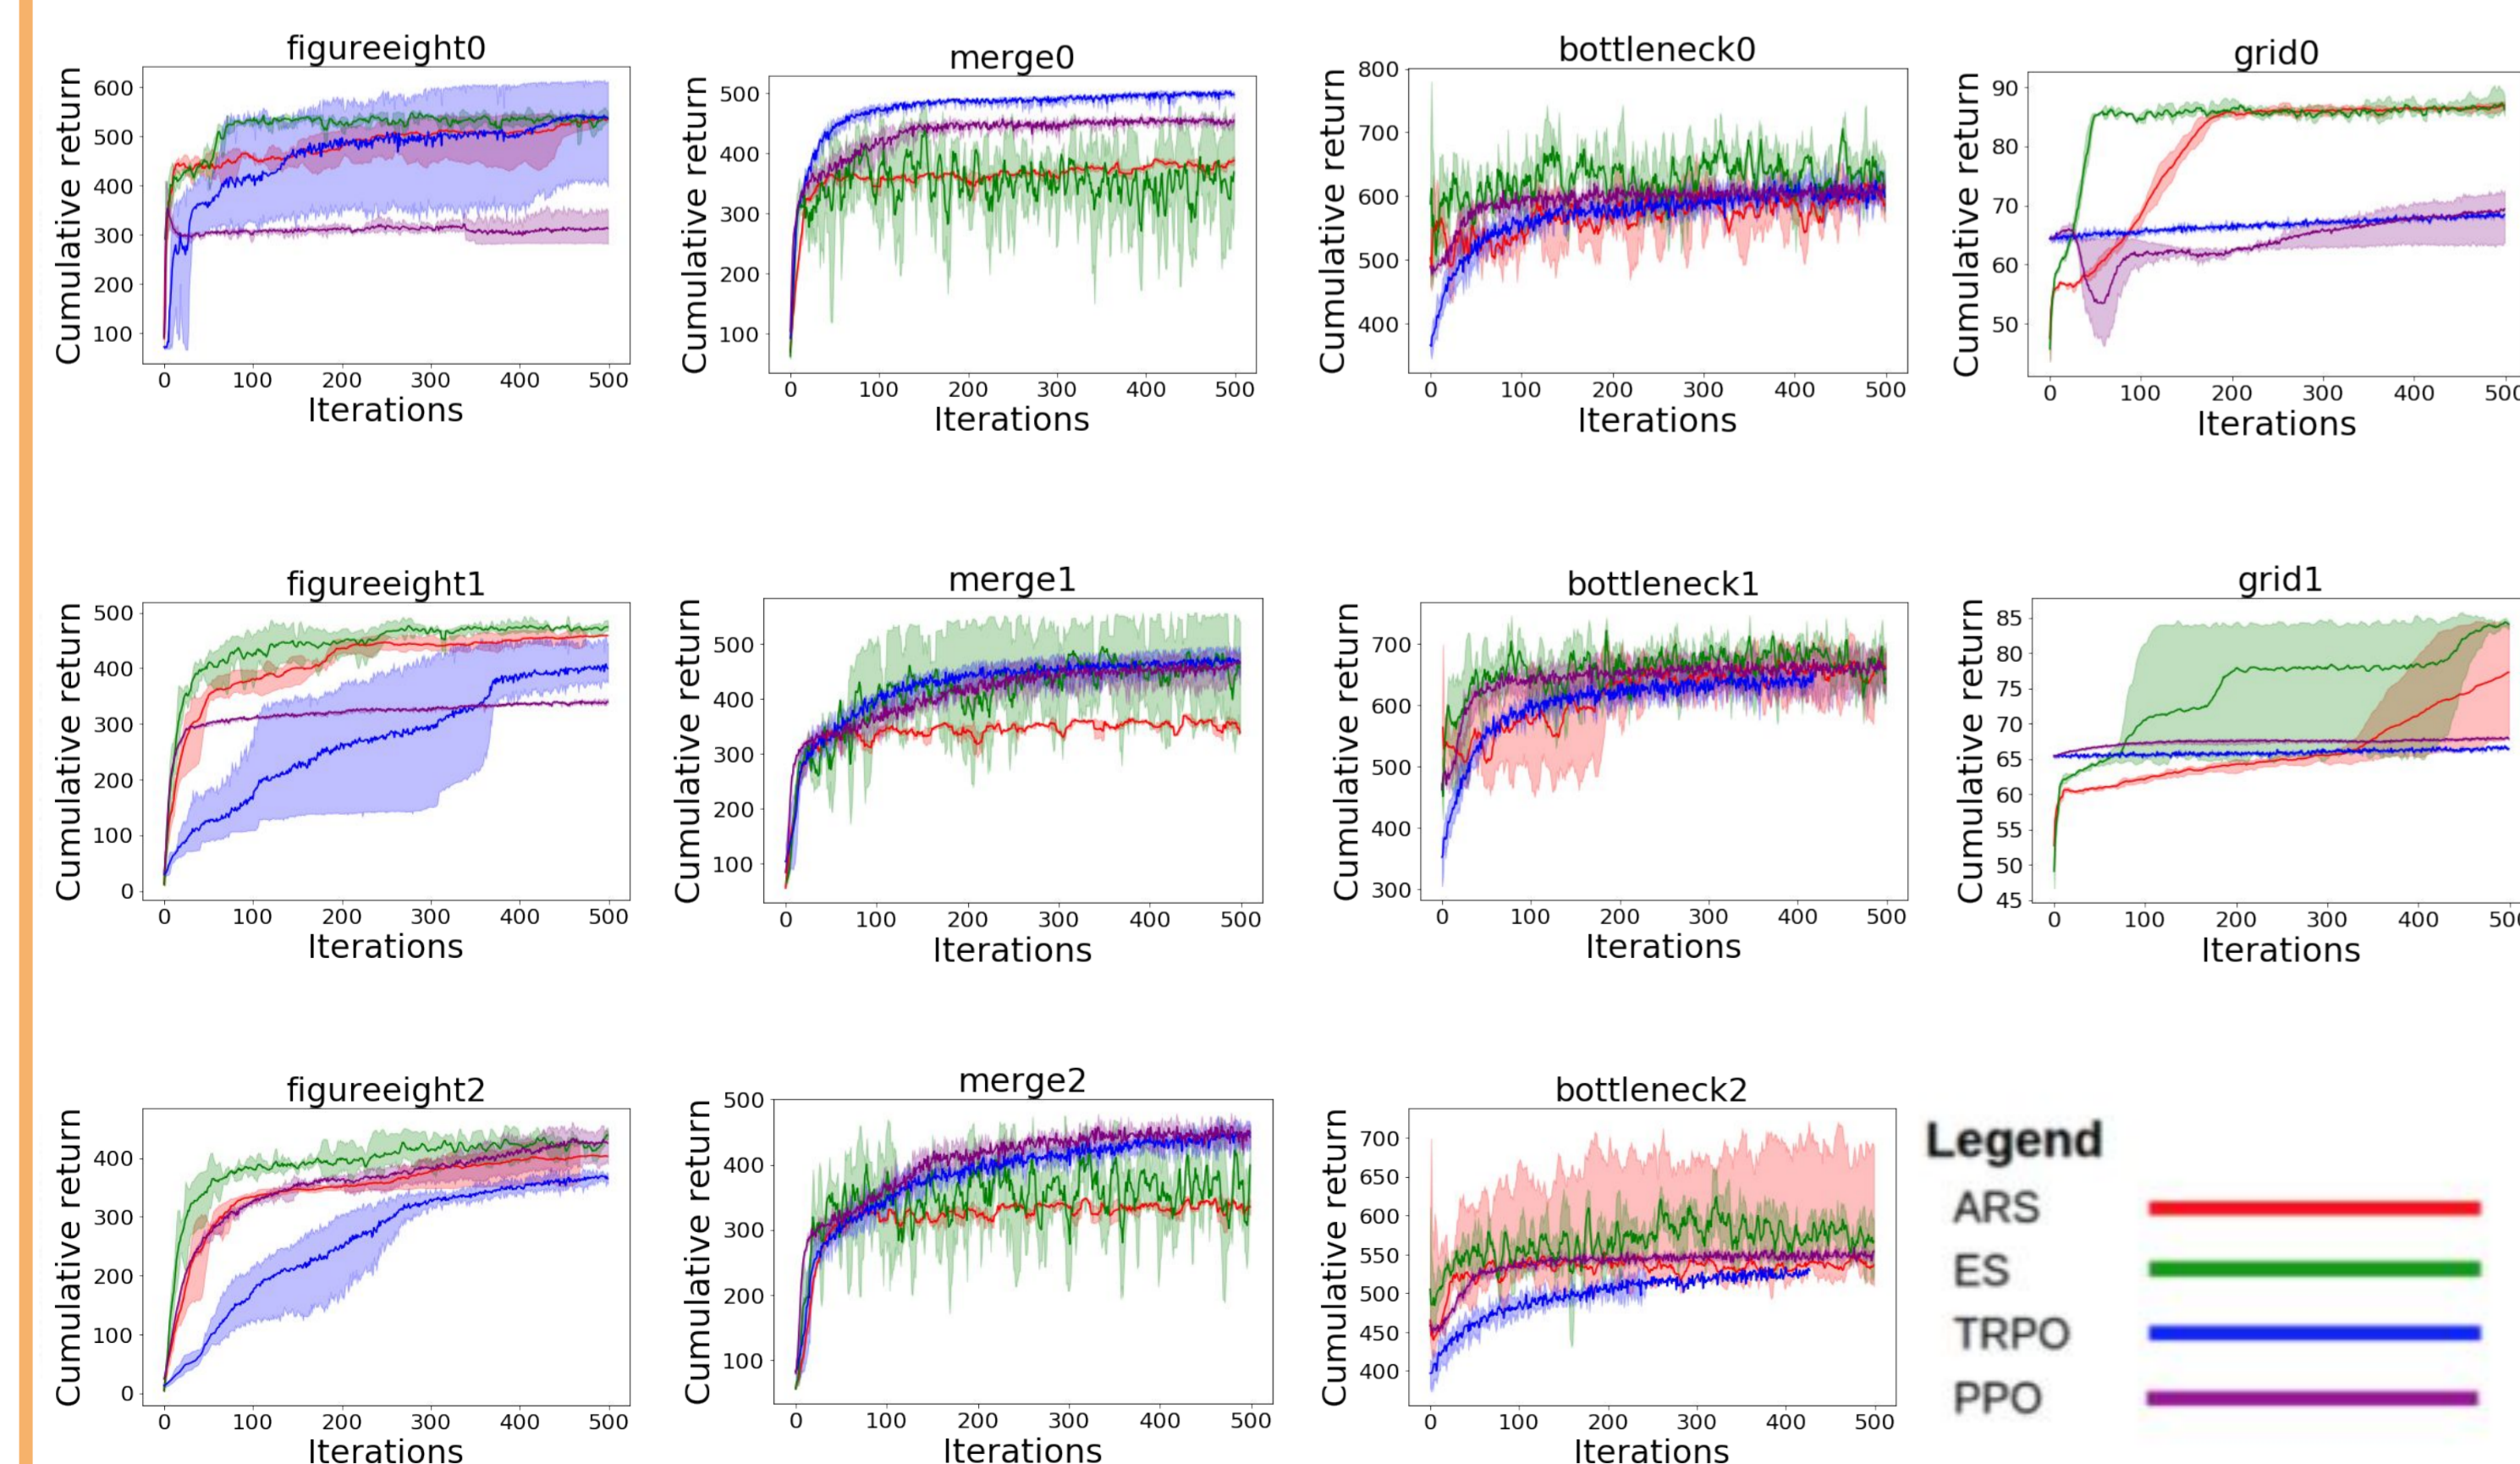 figureeight0
Cumulative return
600
500
400
300
200
100
0 100 200 300 400 500
Iterations
merge0
Cumulative return
500
400
300
200
100
0 100 200 300 400 500
Iterations
bottleneck0
Cumulative return
800
700
600
500
400
0 100 200 300 400 500
Iterations
grid0
Cumulative return
90
80
70
60
50
0 100 200 300 400 500
Iterations
figureeight1
Cumulative return
500
400
300
200
100
0
0 100 200 300 400 500
Iterations
merge1
Cumulative return
500
400
300
200
100
0 100 200 300 400 500
Iterations
bottleneck1
Cumulative return
700
600
500
400
300
0 100 200 300 400 500
Iterations
grid1
Cumulative return
85
80
75
70
65
60
55
50
45
0 100 200 300 400 500
Iterations
figureeight2
Cumulative return
400
300
200
100
0
0 100 200 300 400 500
Iterations
merge2
Cumulative return
500
400
300
200
100
0 100 200 300 400 500
Iterations
bottleneck2
Cumulative return
700
650
600
550
500
450
400
0 100 200 300 400 500
Iterations
Legend
ARS
ES
TRPO
PPO